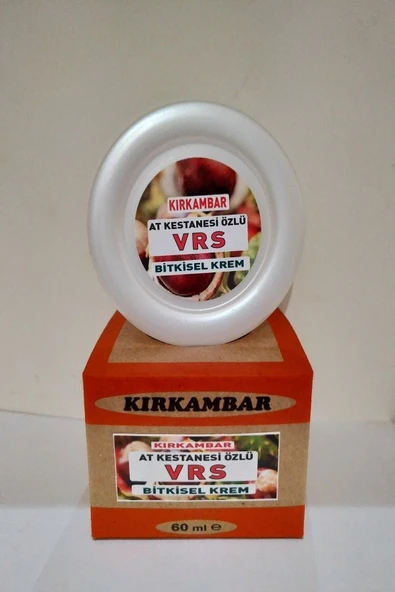 KIRKAMBAR
AT KESTANESİ ÖZLÜ
VRS
BİTKİSEL KREM
KIRKAMBAR
KIRKAMBAR
AT KESTANESİ ÖZLÜ
VRS
BİTKİSEL KREM
60 ml ℮